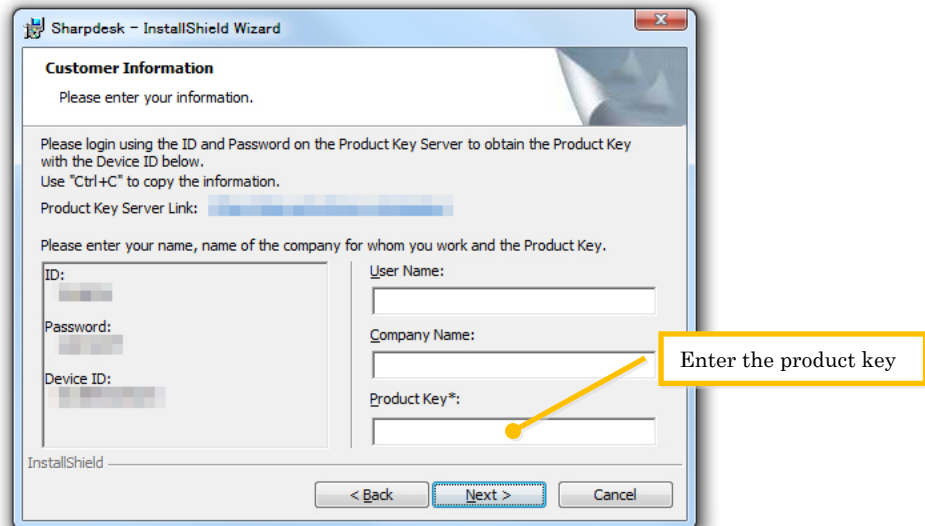 Sharpdesk - InstallShield Wizard
Customer Information
Please enter your information.
Please login using the ID and Password on the Product Key Server to obtain the Product Key
with the Device ID below.
Use "Ctrl+C" to copy the information.
Product Key Server Link:
Please enter your name, name of the company for whom you work and the Product Key.
ID:
Password:
Device ID:
User Name:
Company Name:
Product Key*:
Enter the product key
InstallShield
< Back
Next >
Cancel